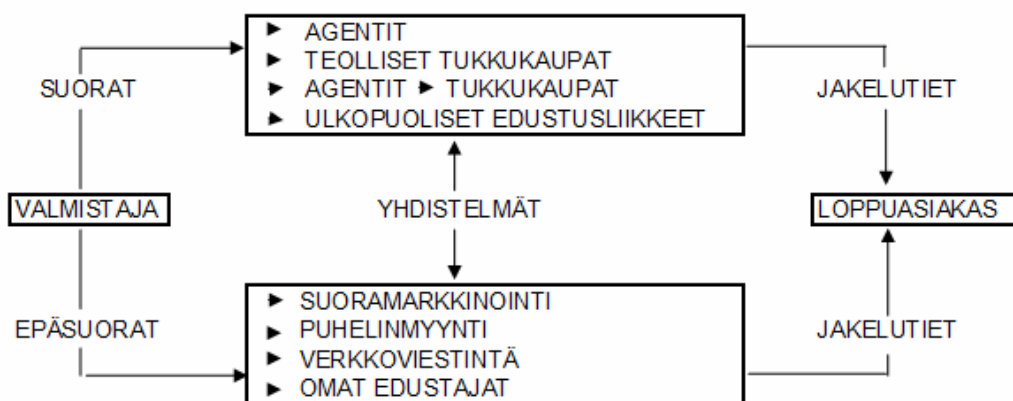 ► AGENTIT
► TEOLLISET TUKKUKAUPAT
SUORAT
► AGENTIT ► TUKKUKAUPAT
JAKELUTIET
► ULKOPUOLISET EDUSTUSLIIKKEET
VALMISTAJA
YHDISTELMÄT
LOPPUASIAKAS
► SUORAMARKKINOINTI
EPÄSUORAT
► PUHELINMYYNTI
JAKELUTIET
► VERKKOVIESTINTÄ
► OMAT EDUSTAJAT